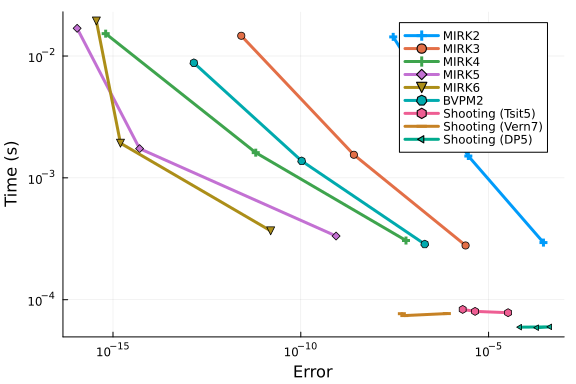 MIRK2
MIRK3
MIRK4
MIRK5
MIRK6
BVPM2
Shooting (Tsit5)
Shooting (Vern7)
Shooting (DP5)
10⁻²
10⁻³
10⁻⁴
Time (s)
10⁻¹⁵ 10⁻¹⁰ 10⁻⁵
Error